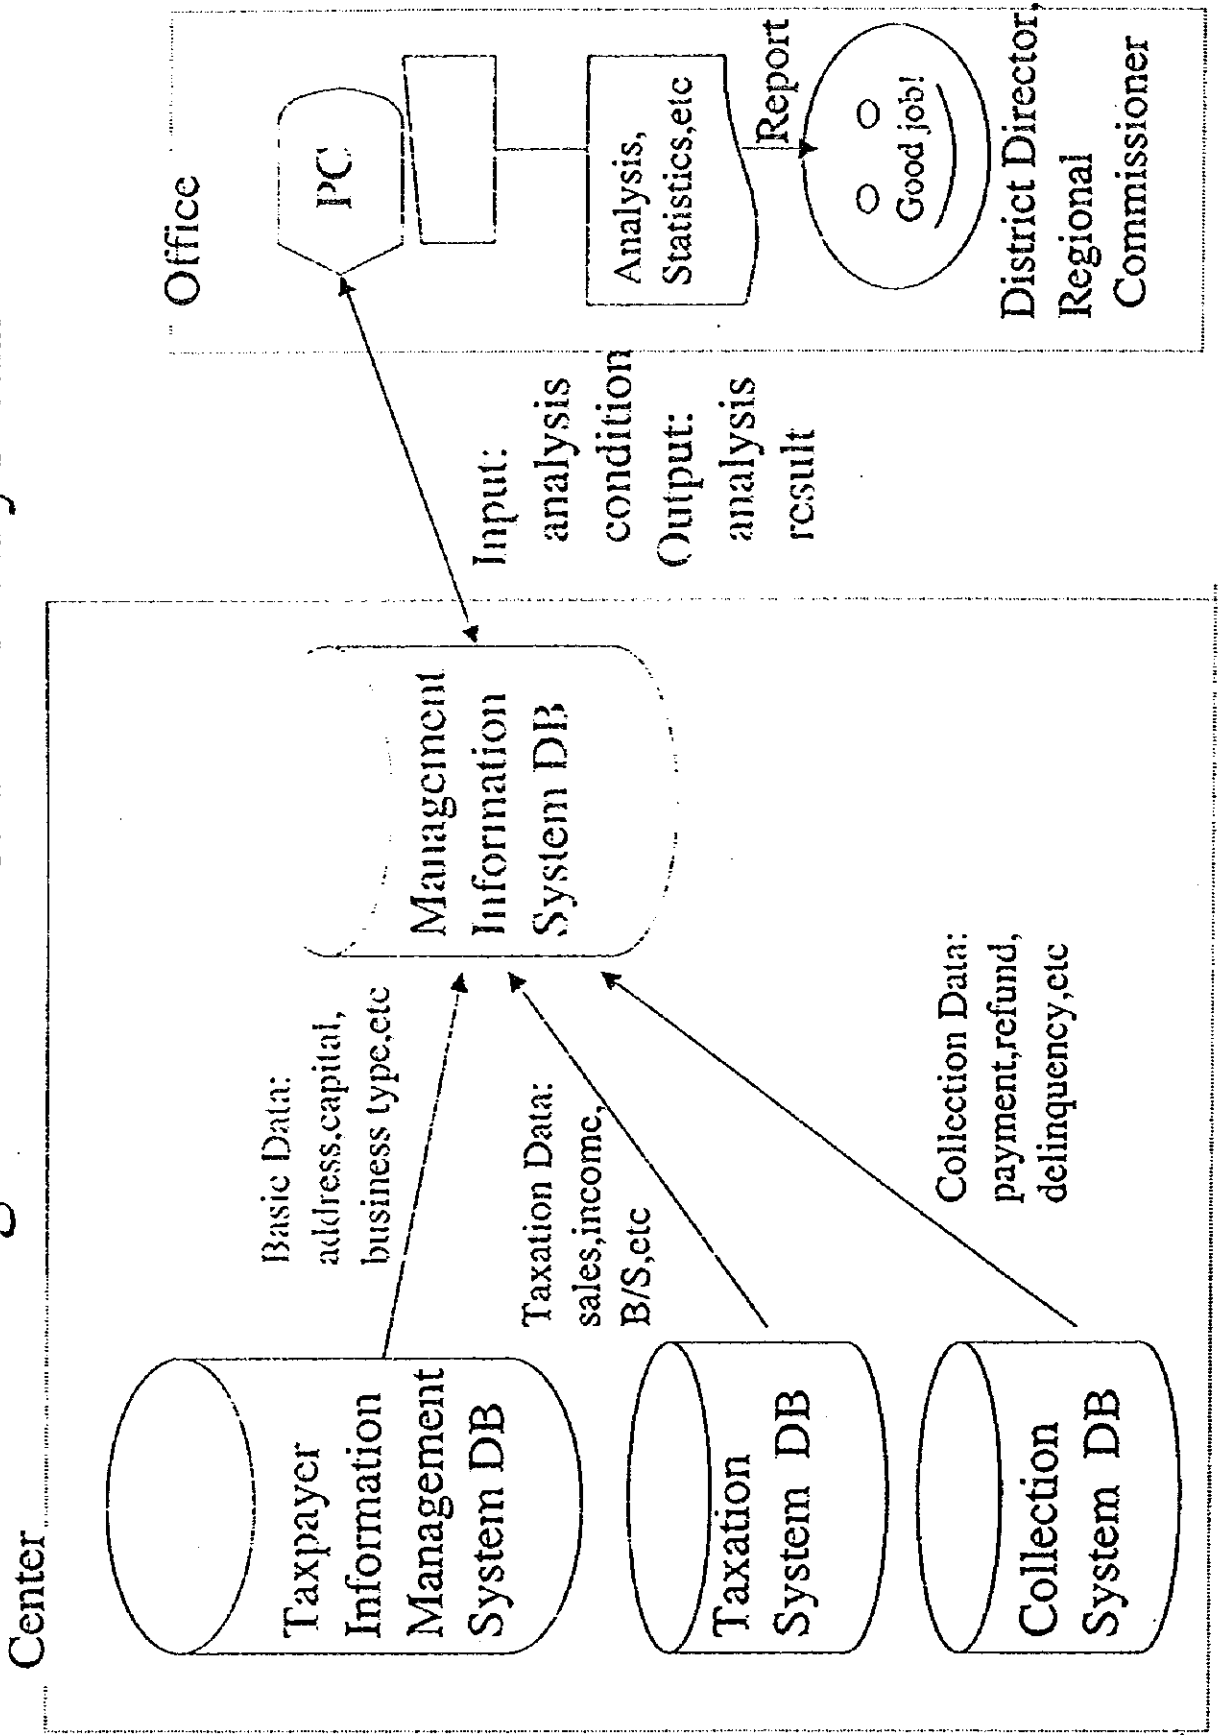 Center
Taxpayer
Information
Management
System DB
Taxation
System DB
Collection
System DB
Basic Data:
address,capital,
business type,etc
Taxation Data:
sales,income,
B/S,etc
Collection Data:
payment,refund,
delinquency,etc
Management
Information
System DB
Input:
analysis
condition
Output:
analysis
result
Office
PC
Analysis,
Statistics,etc
Report
Good job!
District Director,
Regional
Commissioner